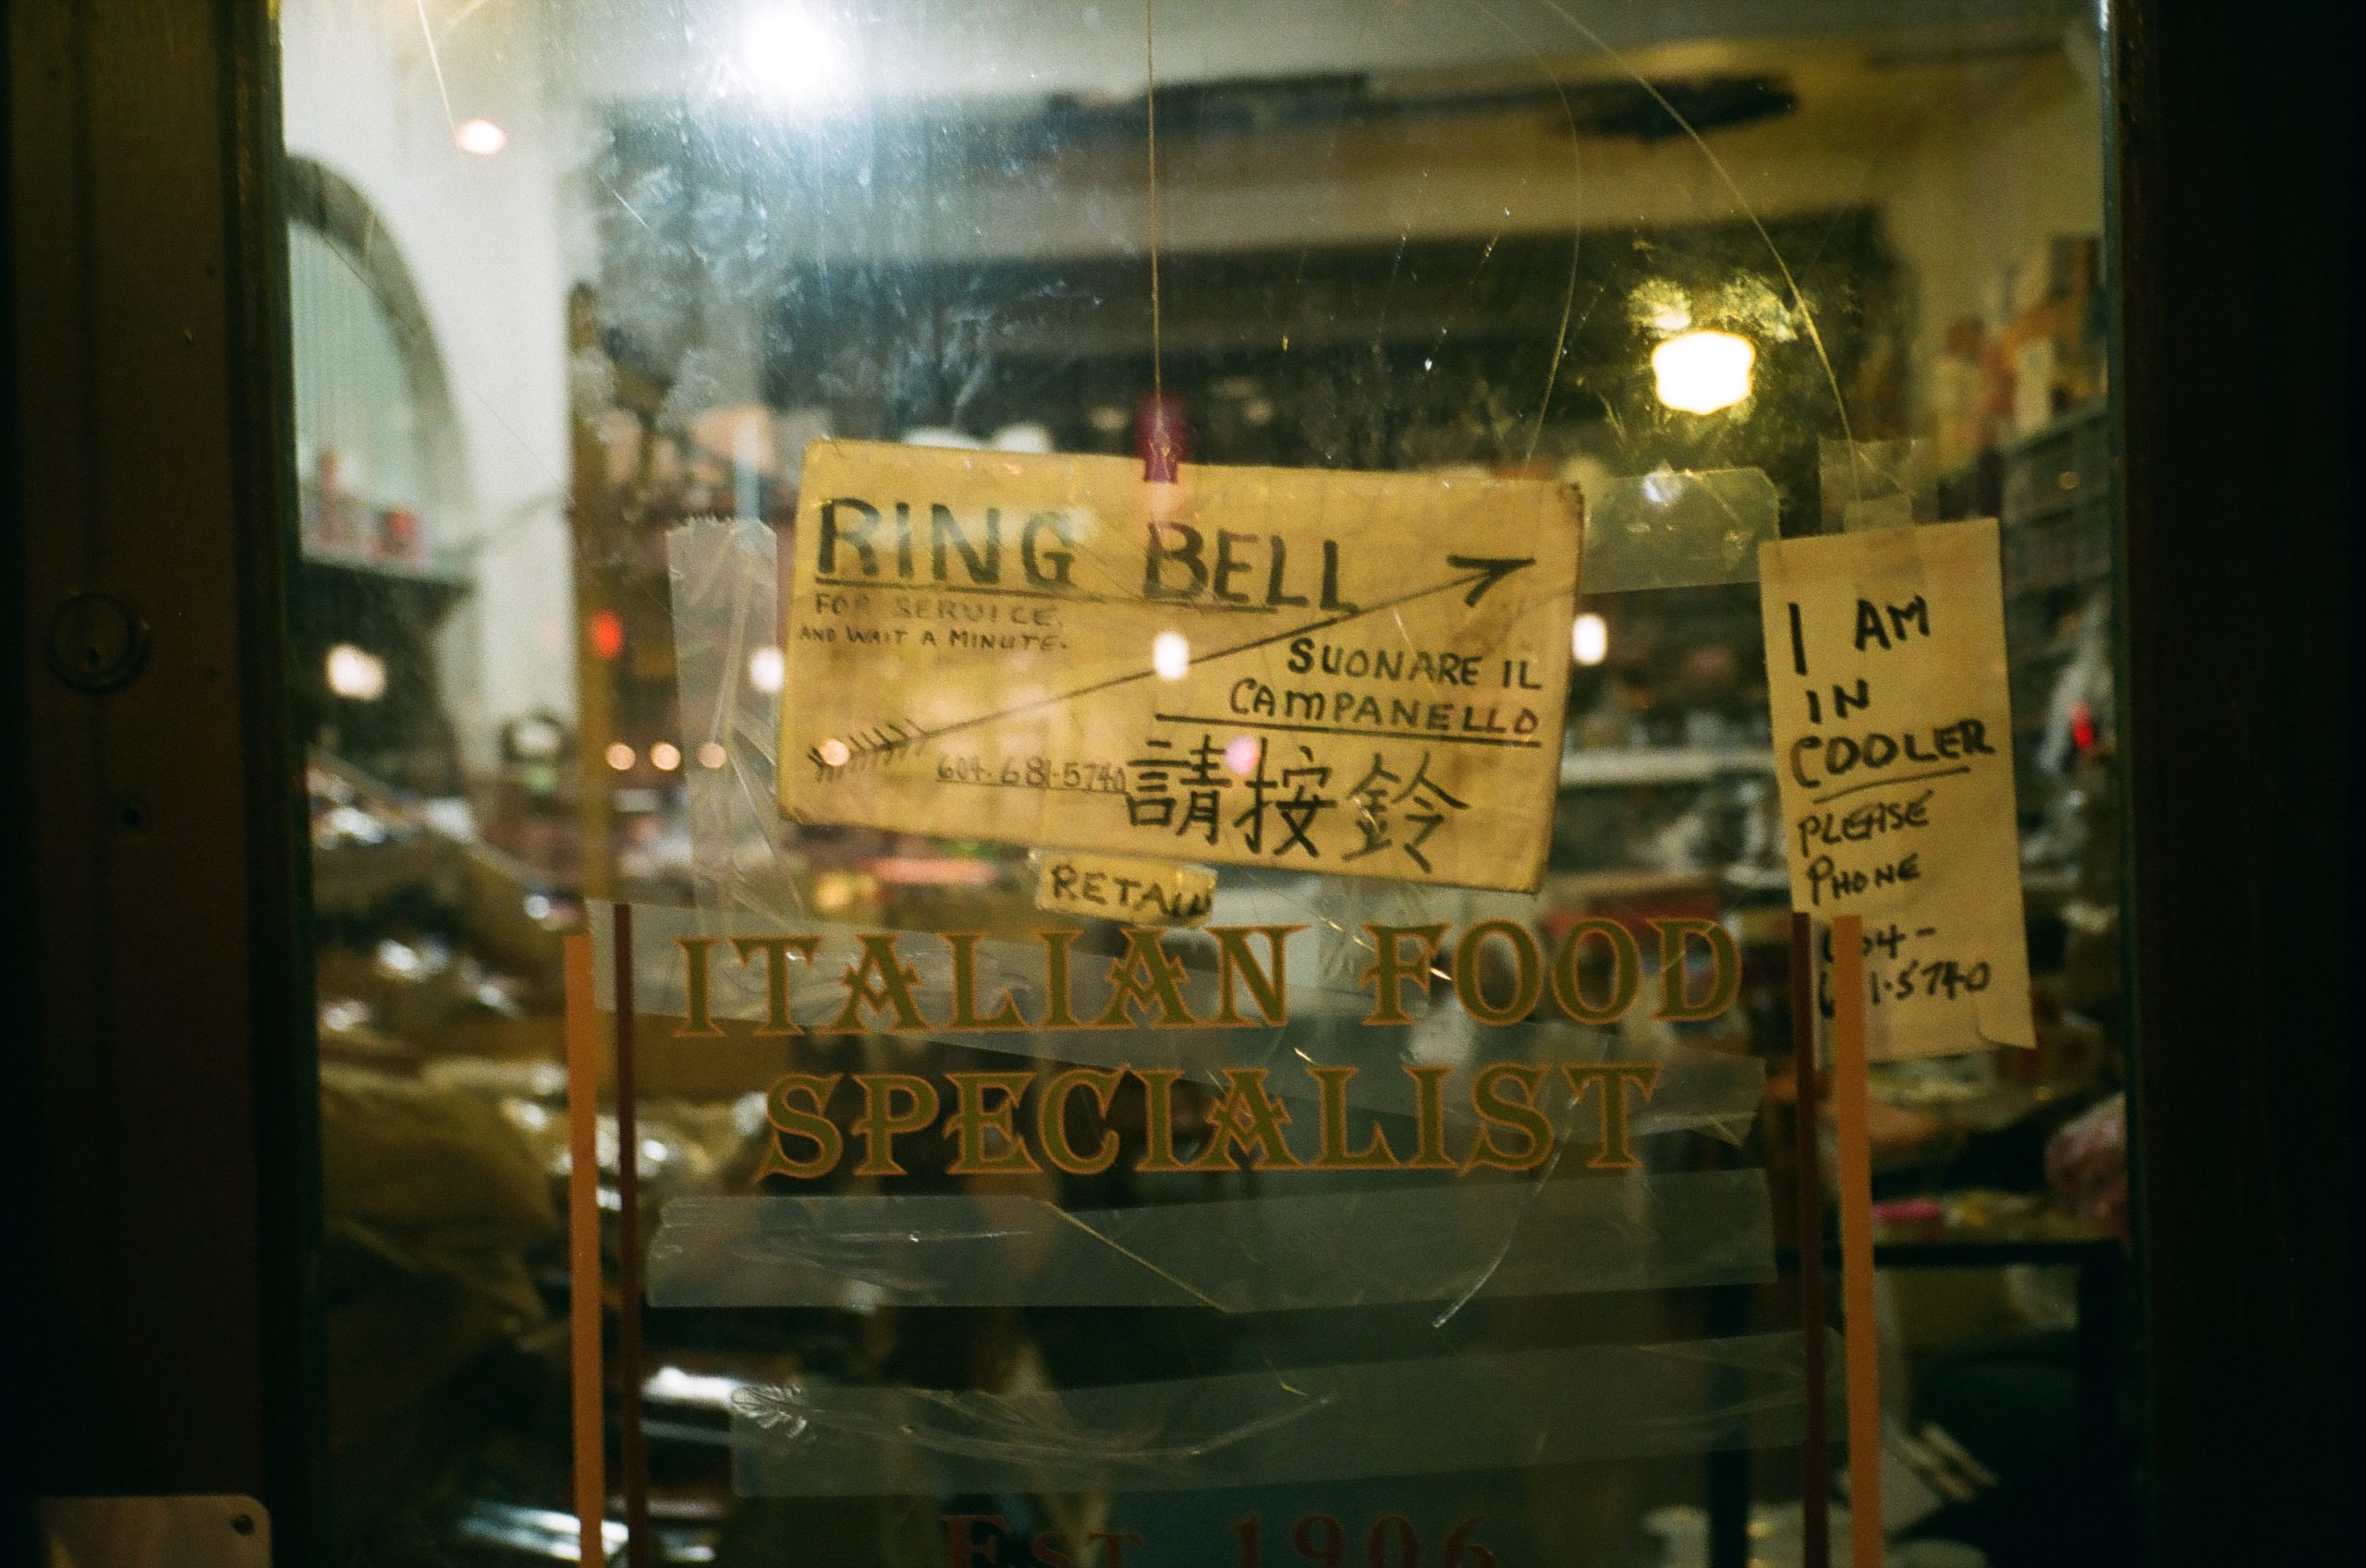 RING BELL
FOR SERVICE.
AND WAIT A MINUTE.
SUONARE IL
CAMPANELLO
604-681-5740
請按鈴
RETAIL
ITALIAN FOOD
SPECIALIST
EST 1906
I AM
IN
COOLER
PLEASE
PHONE
604-
681-5740